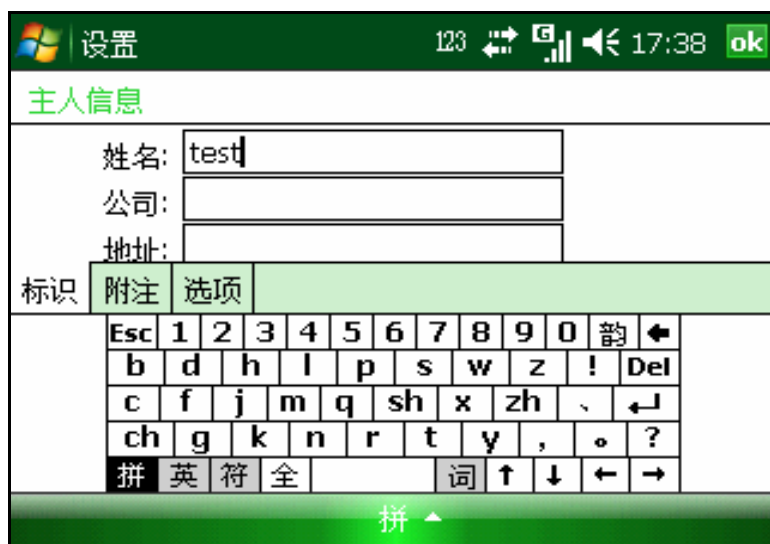 设置 123 G 17:38 ok
主人信息
姓名: test
公司:
地址:
标识 附注 选项
Esc 1 2 3 4 5 6 7 8 9 0 韵
b d h l p s w z ! Del
c f j m q sh x zh 、
ch g k n r t y , 。 ?
拼 英 符 全 词 ↑ ↓ ← →
拼